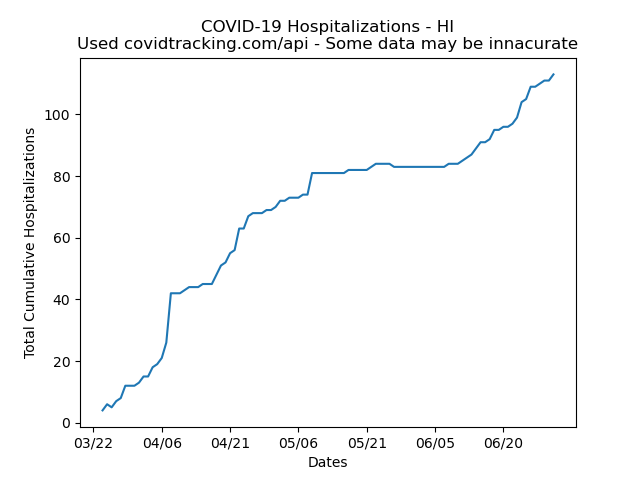 COVID-19 Hospitalizations - HI
Used covidtracking.com/api - Some data may be innacurate
Total Cumulative Hospitalizations
100
80
60
40
20
0
03/22 04/06 04/21 05/06 05/21 06/05 06/20
Dates